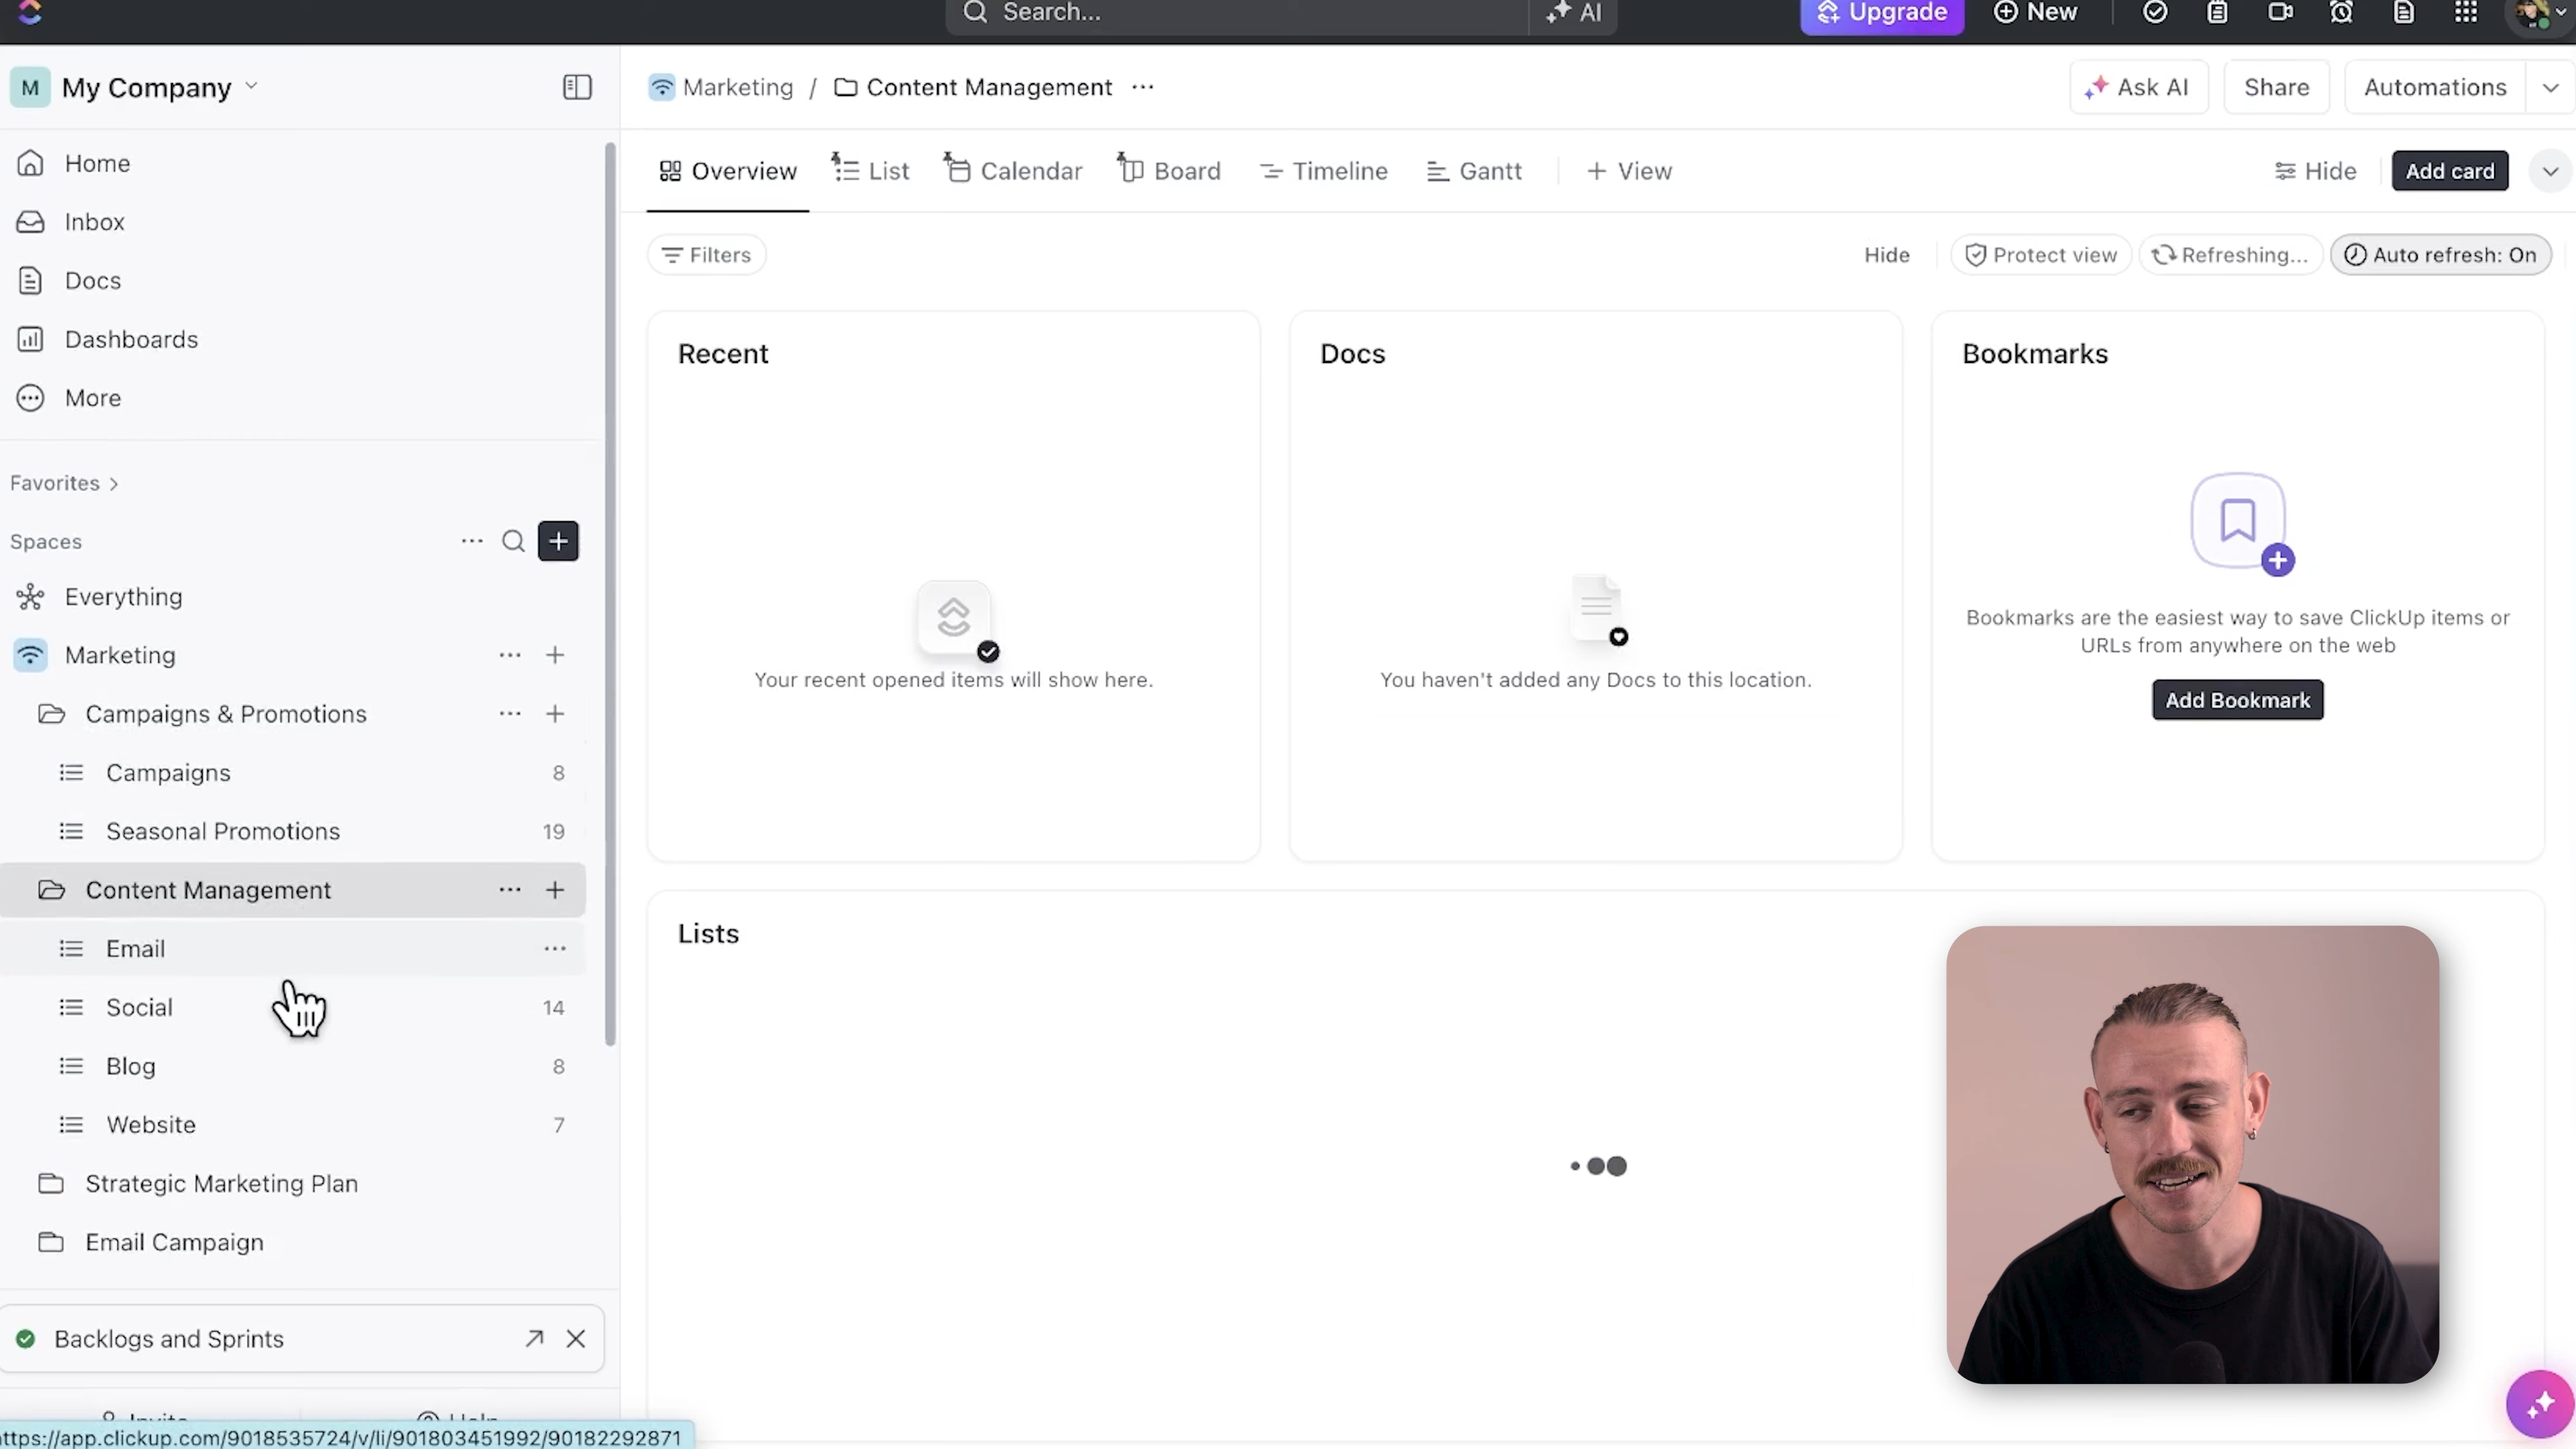 Search...
AI
Upgrade
New
M My Company
Marketing / Content Management ...
Ask AI
Share
Automations
Home
Inbox
Docs
Dashboards
More
Favorites >
Spaces
Everything
Marketing
Campaigns & Promotions
Campaigns 8
Seasonal Promotions 19
Content Management
Email
Social 14
Blog 8
Website 7
Strategic Marketing Plan
Email Campaign
Backlogs and Sprints
https://app.clickup.com/9018535724/v/li/901803451992/90182292871
Overview
List
Calendar
Board
Timeline
Gantt
+ View
Hide
Add card
Filters
Hide
Protect view
Refreshing...
Auto refresh: On
Recent
Your recent opened items will show here.
Docs
You haven't added any Docs to this location.
Bookmarks
Bookmarks are the easiest way to save ClickUp items or
URLs from anywhere on the web
Add Bookmark
Lists